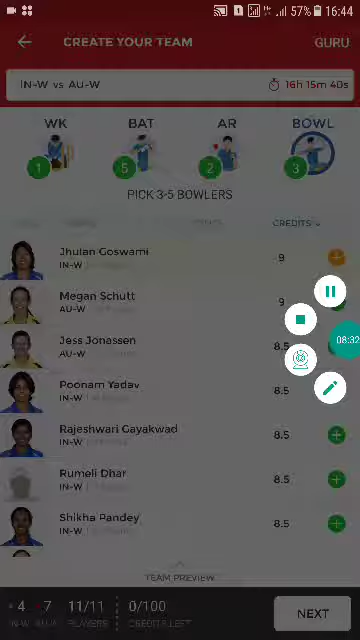 57% 16:44
CREATE YOUR TEAM GURU
IN-W vs AU-W 16h 15m 40s
WK BAT AR BOWL
1 5 2 3
PICK 3-5 BOWLERS
CREDITS
Jhulan Goswami
IN-W 9
Megan Schutt
AU-W 9
Jess Jonassen
AU-W 8.5
08:32
Poonam Yadav
IN-W 8.5
Rajeshwari Gayakwad
IN-W 8.5
Rumeli Dhar
IN-W 8.5
Shikha Pandey
IN-W 8.5
TEAM PREVIEW
4 7 11/11 0/100
IN-W AU-W PLAYERS CREDITS LEFT
NEXT